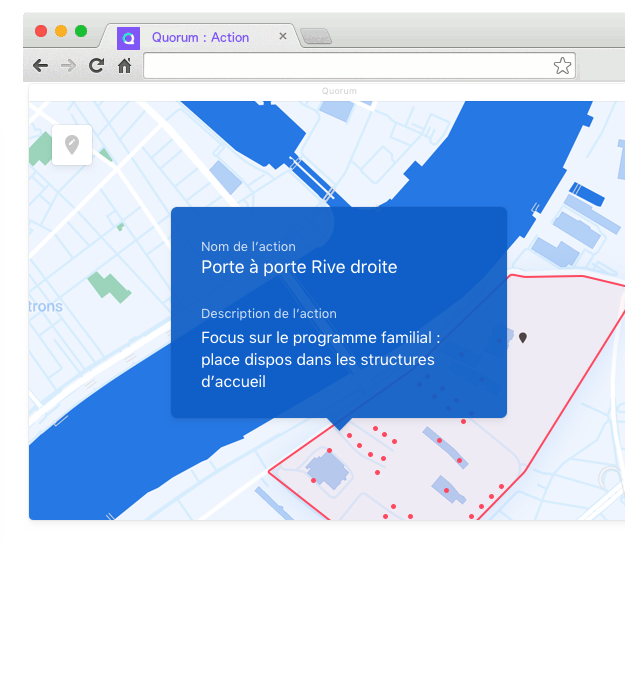 Quorum : Action
Quorum
Nom de l'action
Porte à porte Rive droite
Description de l'action
Focus sur le programme familial :
place dispos dans les structures
d'accueil
trons